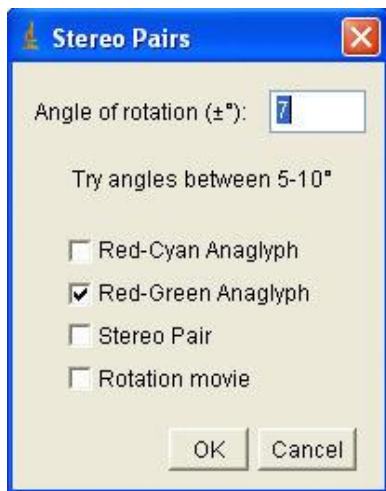 Stereo Pairs
Angle of rotation (±°): 7
Try angles between 5-10°
Red-Cyan Anaglyph
Red-Green Anaglyph
Stereo Pair
Rotation movie
OK Cancel